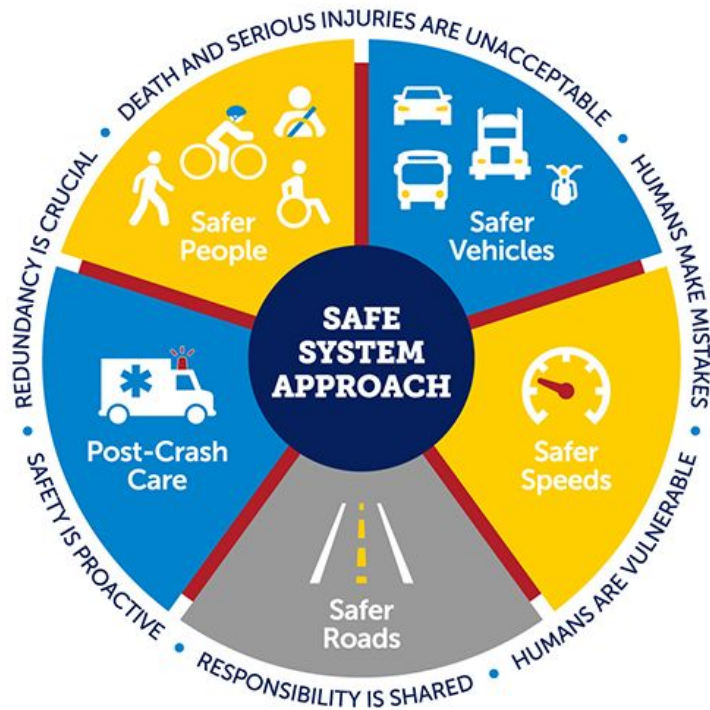 DEATH AND SERIOUS INJURIES ARE UNACCEPTABLE
HUMANS MAKE MISTAKES
HUMANS ARE VULNERABLE
RESPONSIBILITY IS SHARED
SAFETY IS PROACTIVE
REDUNDANCY IS CRUCIAL
Safer
People
Safer
Vehicles
SAFE
SYSTEM
APPROACH
Post-Crash
Care
Safer
Speeds
Safer
Roads